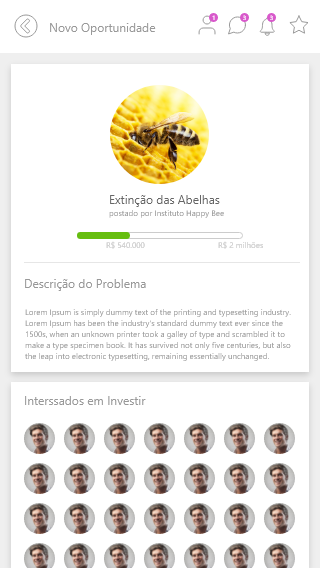 Novo Oportunidade
1
3
3
Extinção das Abelhas
postado por Instituto Happy Bee
R$ 540.000
R$ 2 milhões
Descrição do Problema
Lorem Ipsum is simply dummy text of the printing and typesetting industry.
Lorem Ipsum has been the industry's standard dummy text ever since the
1500s, when an unknown printer took a galley of type and scrambled it to
make a type specimen book. It has survived not only five centuries, but also
the leap into electronic typesetting, remaining essentially unchanged.
Interssados em Investir